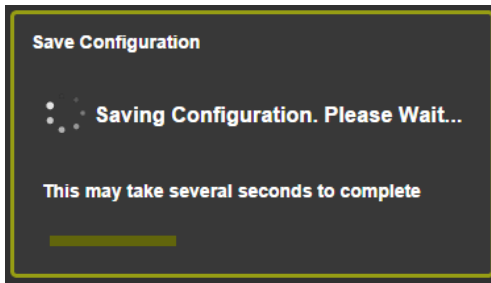 Save Configuration
Saving Configuration. Please Wait...
This may take several seconds to complete